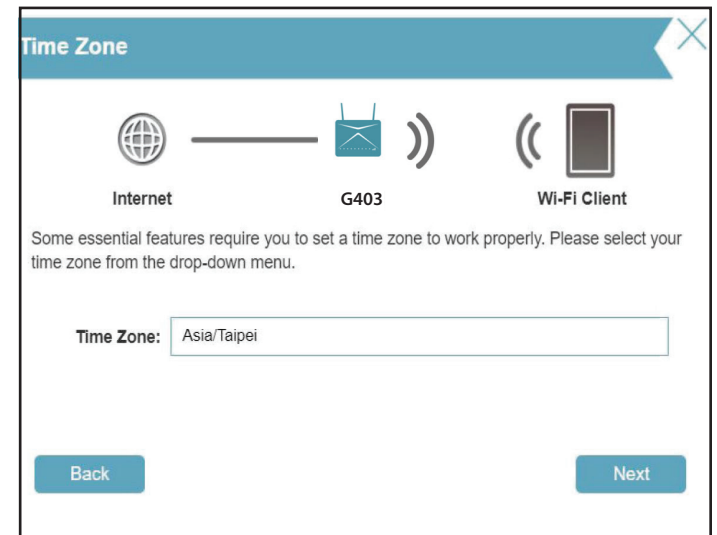 Time Zone
Internet
G403
Wi-Fi Client
Some essential features require you to set a time zone to work properly. Please select your
time zone from the drop-down menu.
Time Zone: Asia/Taipei
Back
Next